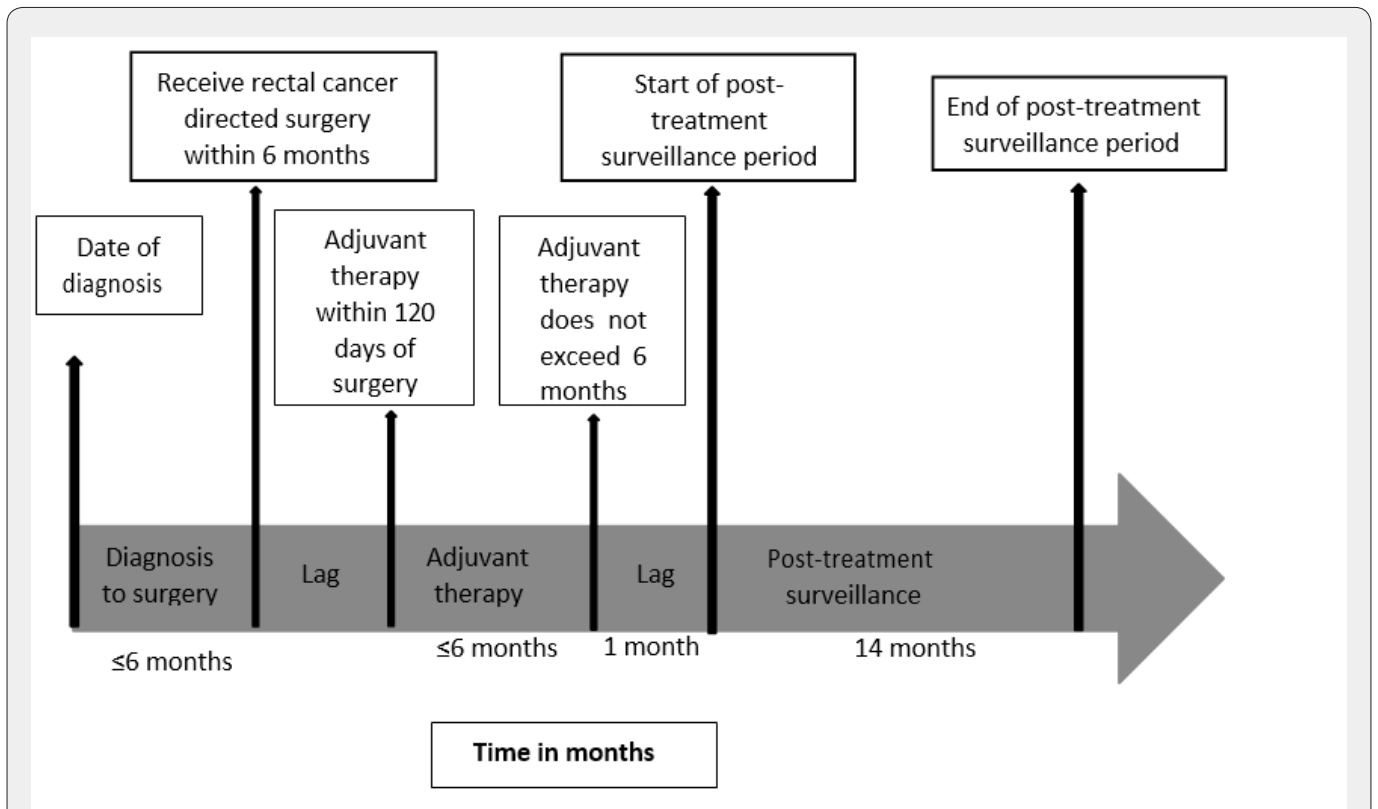 Receive rectal cancer
directed surgery
within 6 months
Start of post-
treatment
surveillance period
End of post-treatment
surveillance period
Date of
diagnosis
Adjuvant
therapy
within 120
days of
surgery
Adjuvant
therapy
does not
exceed 6
months
Diagnosis
to surgery
Lag
Adjuvant
therapy
Lag
Post-treatment
surveillance
≤6 months
≤6 months
1 month
14 months
Time in months